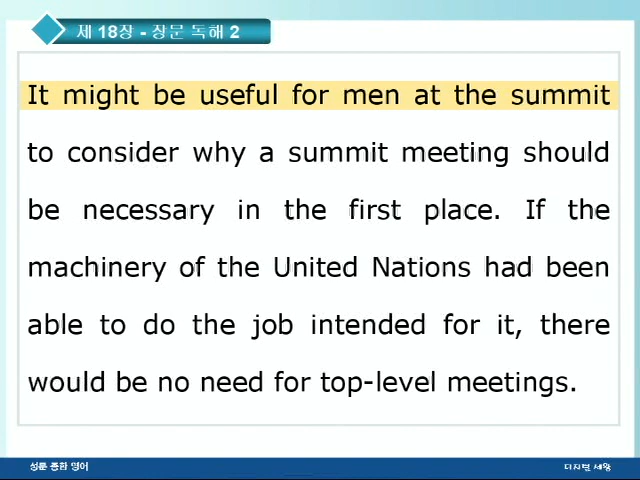 제 18장 - 장문 독해 2
It might be useful for men at the summit
to consider why a summit meeting should
be necessary in the first place. If the
machinery of the United Nations had been
able to do the job intended for it, there
would be no need for top-level meetings.
성문 종합 영어
디지털 세왕